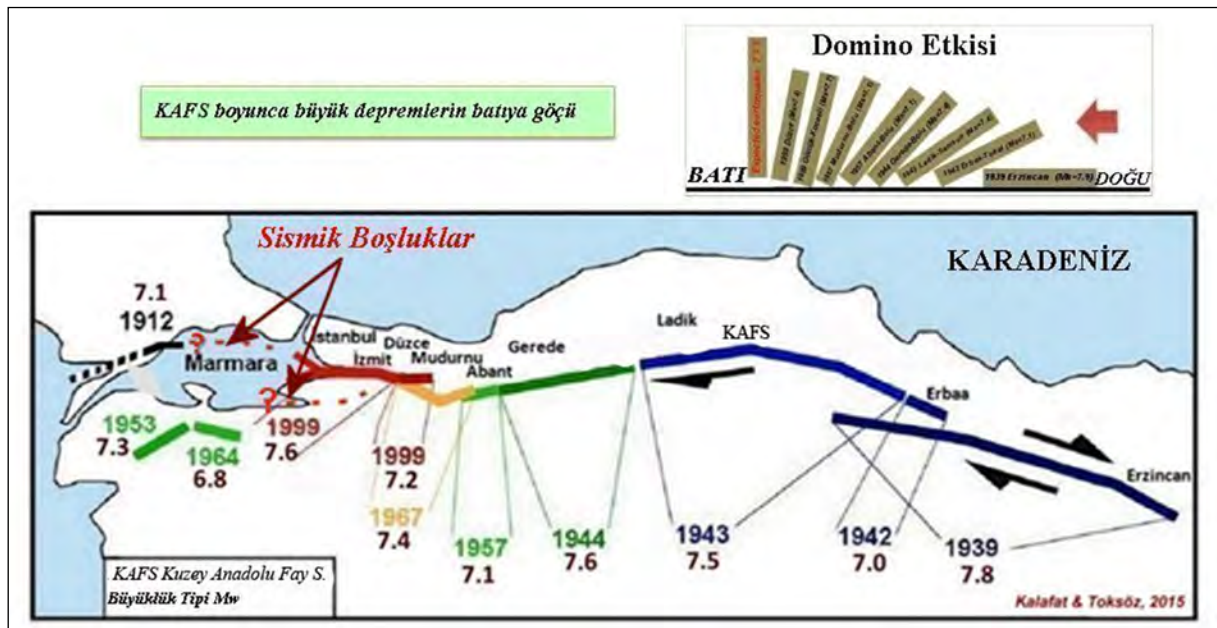 Domino Etkisi
KAFS boyunca büyük depremlerin batıya göçü
BATI
1939 Erzincan
DOĞU
Sismik Boşluklar
KARADENİZ
7.1
1912
?
Marmara
İstanbul
İzmit
Düzce
Mudurnu
Abant
Gerede
Ladik
KAFS
Erbaa
Erzincan
?
1953
7.3
1964
6.8
1999
7.6
1999
7.2
1967
7.4
1957
7.1
1944
7.6
1943
7.5
1942
7.0
1939
7.8
KAFS Kuzey Anadolu Fay S.
Büyüklük Tipi Mw
Kalafat & Toksöz, 2015